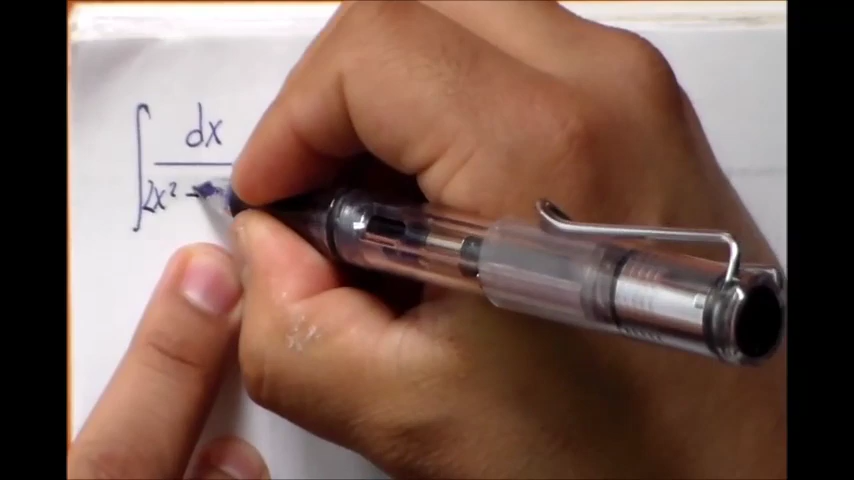 ∫ dx
2x² -